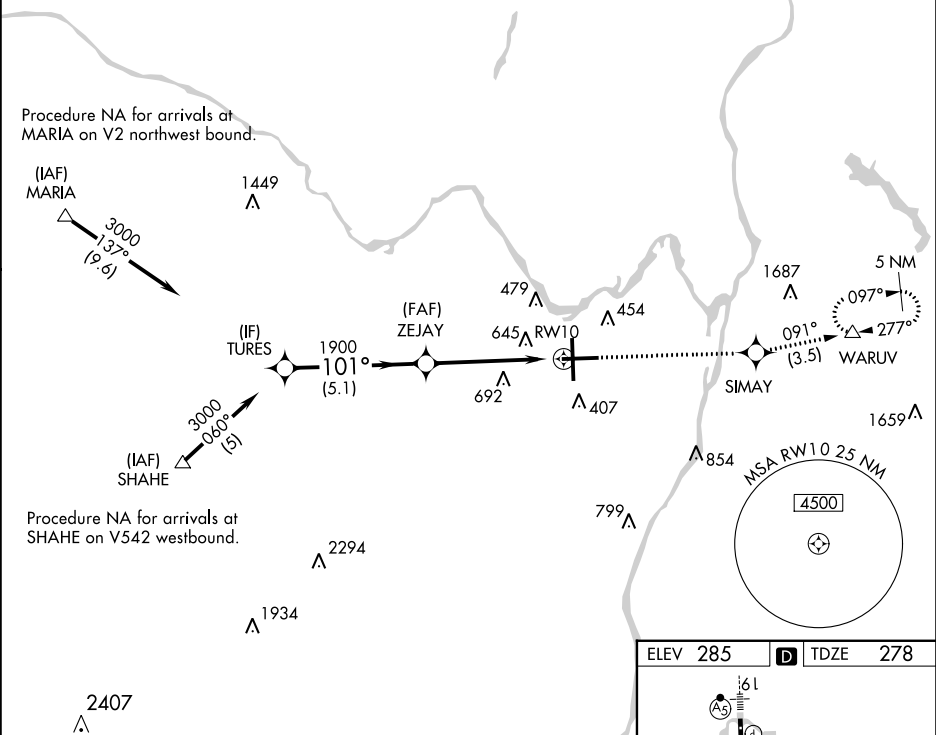 Procedure NA for arrivals at
MARIA on V2 northwest bound.
(IAF)
MARIA
3000
137°
(9.6)
1449
479
454
645
RW10
1687
5 NM
097°
277°
WARUV
091°
(3.5)
SIMAY
(FAF)
ZEJAY
(IF)
TURES
1900
101°
(5.1)
692
407
3000
060°
(5)
(IAF)
SHAHE
1659
854
799
MSA RW10 25 NM
4500
Procedure NA for arrivals at
SHAHE on V542 westbound.
2294
1934
2407
ELEV 285 D TDZE 278
19
A5